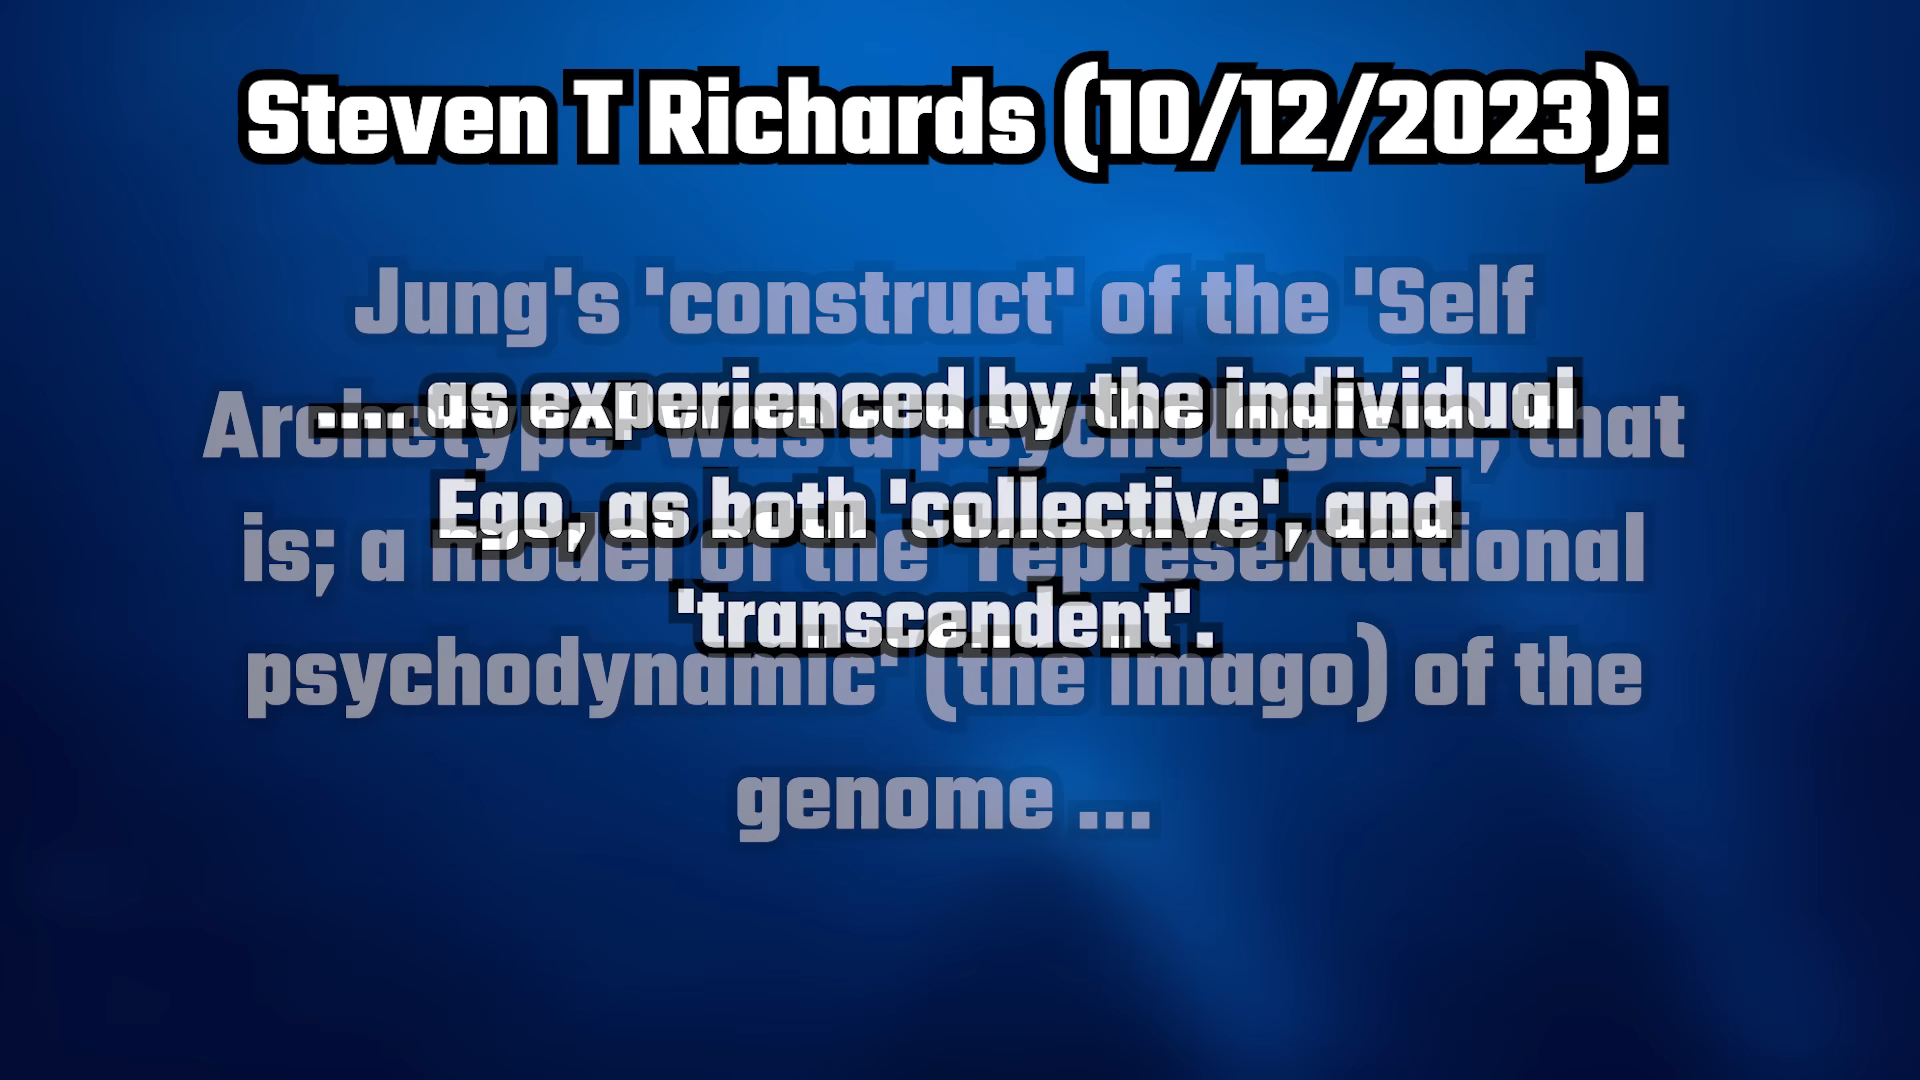 Steven T Richards (10/12/2023):
Jung's 'construct' of the 'Self
Archetype' was a psychologism, that
is; a model of the 'representational
psychodynamic' (the imago) of the
genome ...
.... as experienced by the individual
Ego, as both 'collective', and
'transcendent'.